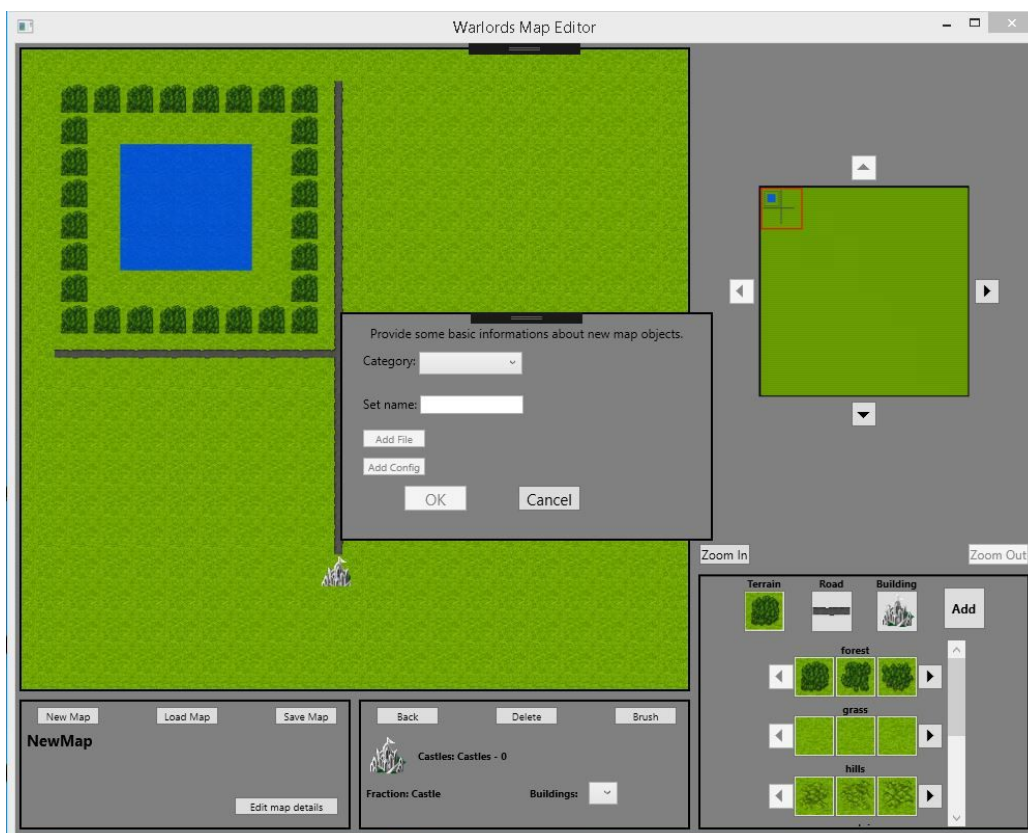 Warlords Map Editor
Provide some basic informations about new map objects.
Category:
Set name:
Add File
Add Config
OK Cancel
Zoom In Zoom Out
Terrain Road Building
Add
forest
grass
hills
New Map Load Map Save Map
NewMap
Edit map details
Back Delete Brush
Castles: Castles - 0
Fraction: Castle Buildings: